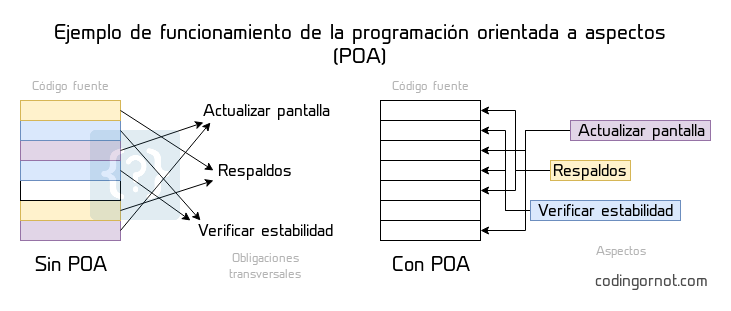 Ejemplo de funcionamiento de la programación orientada a aspectos
(POA)
Código fuente
Actualizar pantalla
Respaldos
Verificar estabilidad
Sin POA
Obligaciones
transversales
Código fuente
Actualizar pantalla
Respaldos
Verificar estabilidad
Con POA
Aspectos
codingornot.com
{?}